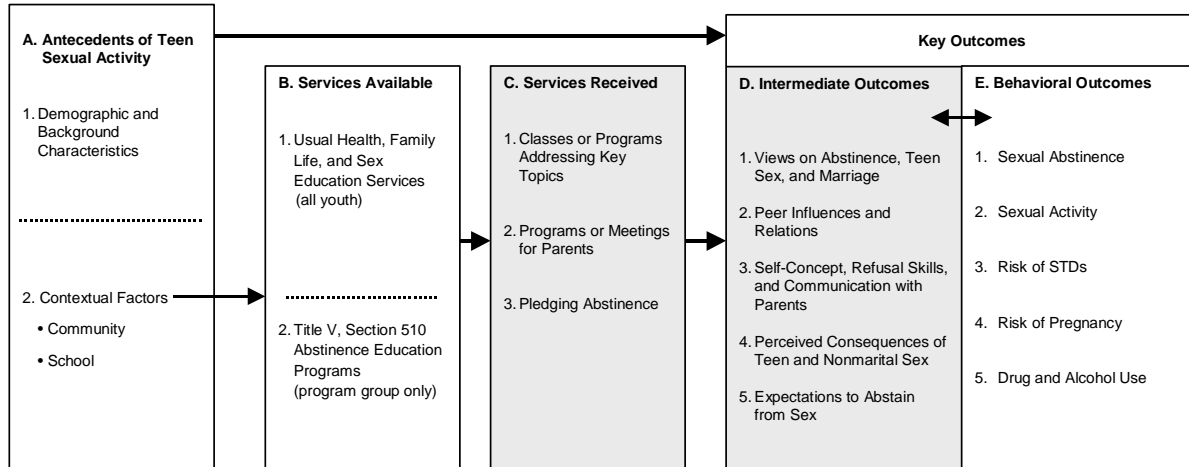 A. Antecedents of Teen
Sexual Activity
1. Demographic and
Background
Characteristics
2. Contextual Factors
• Community
• School
B. Services Available
1. Usual Health, Family
Life, and Sex
Education Services
(all youth)
2. Title V, Section 510
Abstinence Education
Programs
(program group only)
C. Services Received
1. Classes or Programs
Addressing Key
Topics
2. Programs or Meetings
for Parents
3. Pledging Abstinence
Key Outcomes
D. Intermediate Outcomes
1. Views on Abstinence, Teen
Sex, and Marriage
2. Peer Influences and
Relations
3. Self-Concept, Refusal Skills,
and Communication with
Parents
4. Perceived Consequences of
Teen and Nonmarital Sex
5. Expectations to Abstain
from Sex
E. Behavioral Outcomes
1. Sexual Abstinence
2. Sexual Activity
3. Risk of STDs
4. Risk of Pregnancy
5. Drug and Alcohol Use